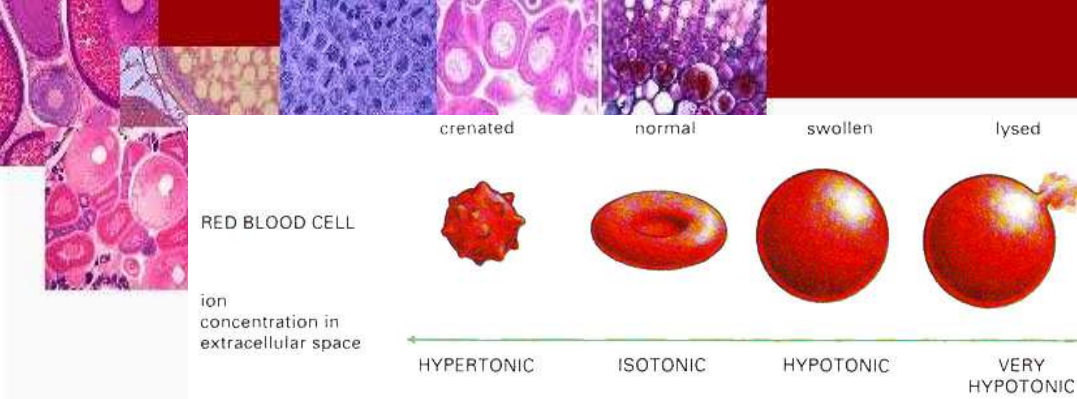 crenated normal swollen lysed
RED BLOOD CELL
ion
concentration in
extracellular space
HYPERTONIC ISOTONIC HYPOTONIC VERY
HYPOTONIC